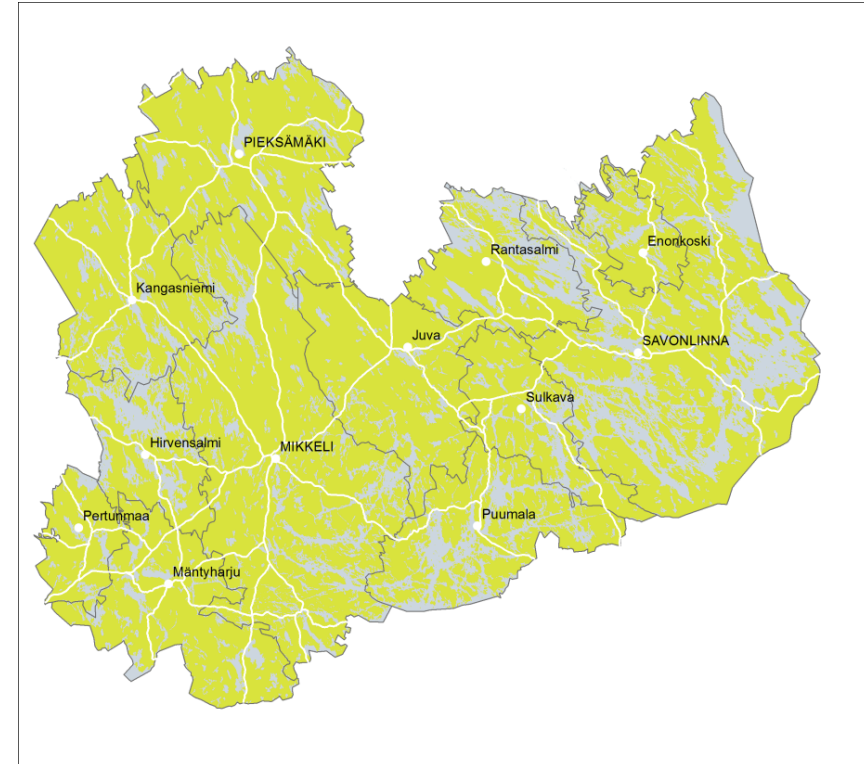 PIEKSÄMÄKI
Enonkoski
Rantasalmi
Kangasniemi
Juva
SAVONLINNA
Sulkava
Hirvensalmi
MIKKELI
Pertunmaa
Puumala
Mäntyharju